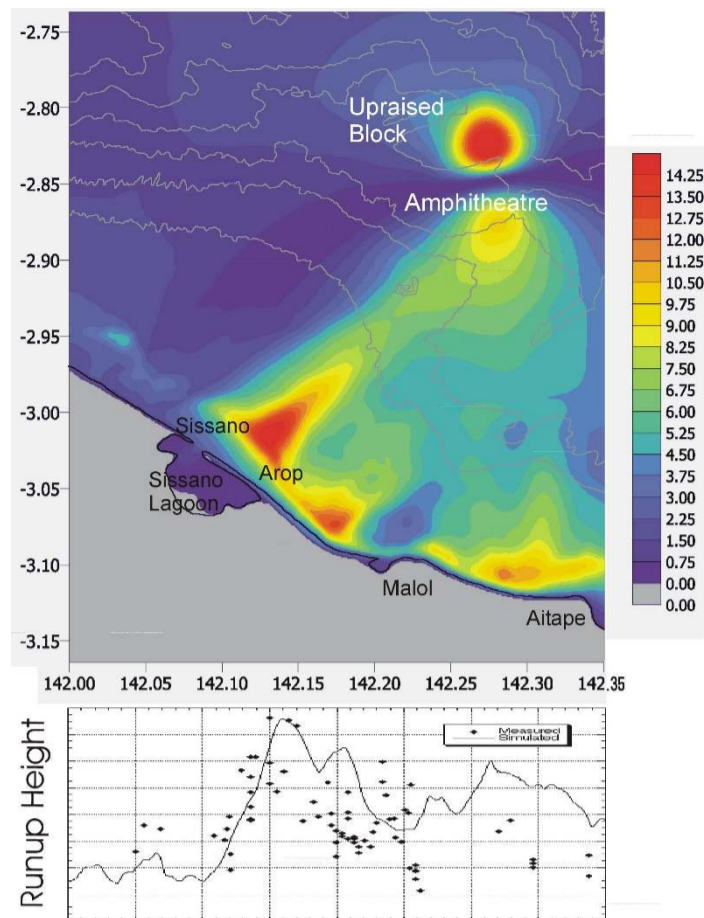 -2.75
-2.80
-2.85
-2.90
-2.95
-3.00
-3.05
-3.10
-3.15
Upraised
Block
Amphitheatre
Sissano
Arop
Sissano
Lagoon
Malol
Aitape
14.25
13.50
12.75
12.00
11.25
10.50
9.75
9.00
8.25
7.50
6.75
6.00
5.25
4.50
3.75
3.00
2.25
1.50
0.75
0.00
0.00
142.00 142.05 142.10 142.15 142.20 142.25 142.30 142.35
Runup Height
Measured
Simulated